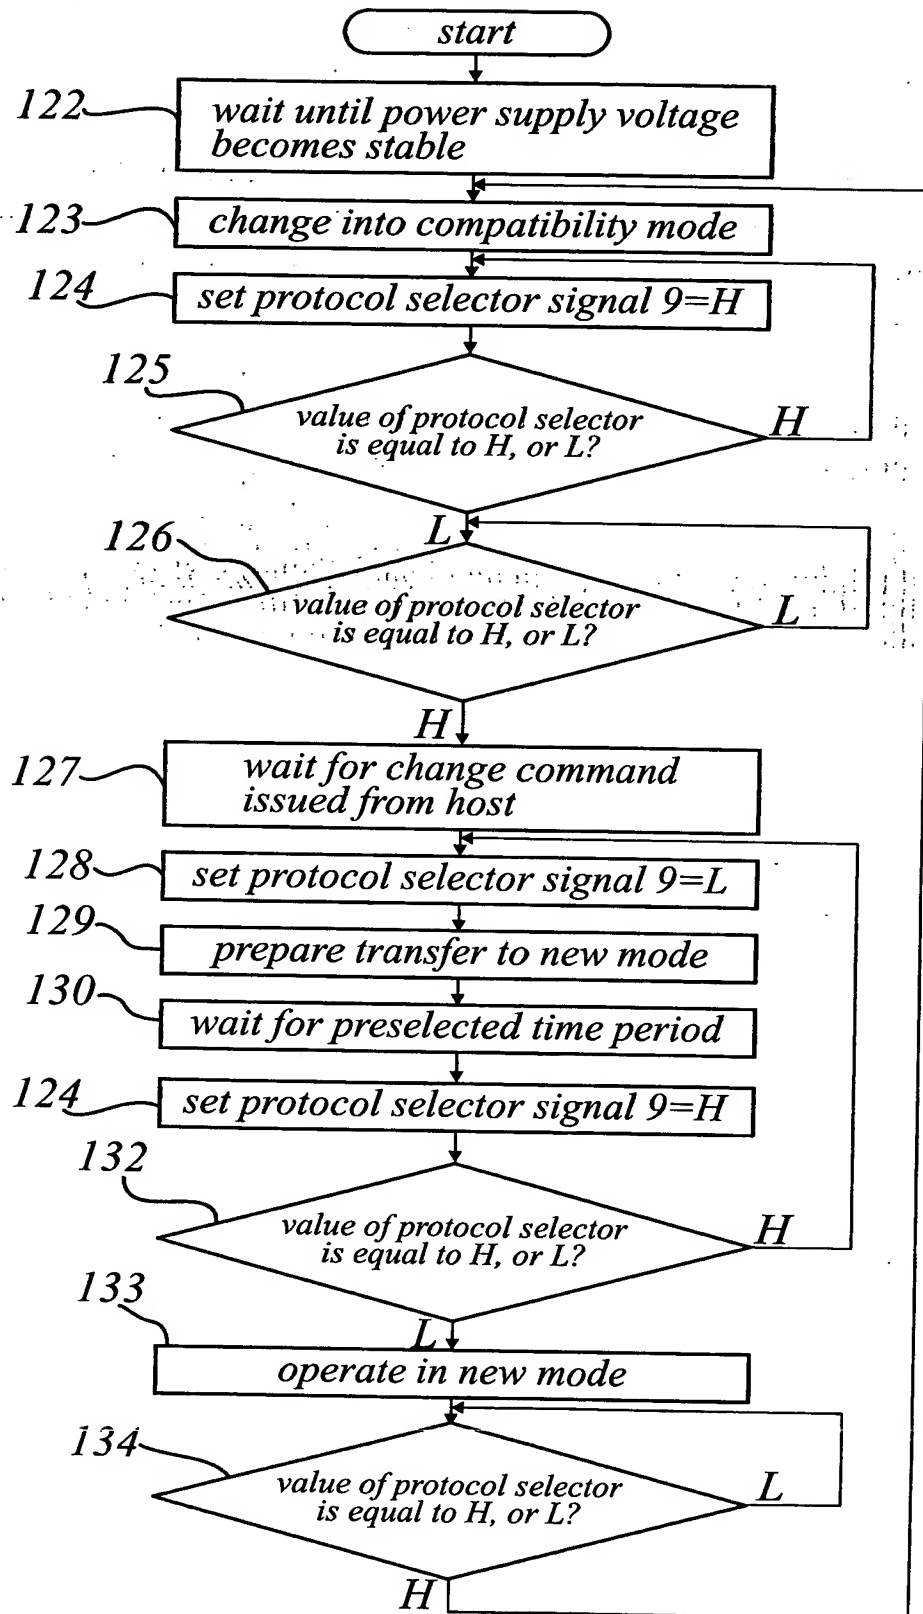 start
122
wait until power supply voltage
becomes stable
123
change into compatibility mode
124
set protocol selector signal 9=H
125
value of protocol selector
is equal to H, or L?
H
L
126
value of protocol selector
is equal to H, or L?
L
H
127
wait for change command
issued from host
128
set protocol selector signal 9=L
129
prepare transfer to new mode
130
wait for preselected time period
124
set protocol selector signal 9=H
132
value of protocol selector
is equal to H, or L?
H
L
133
operate in new mode
134
value of protocol selector
is equal to H, or L?
L
H